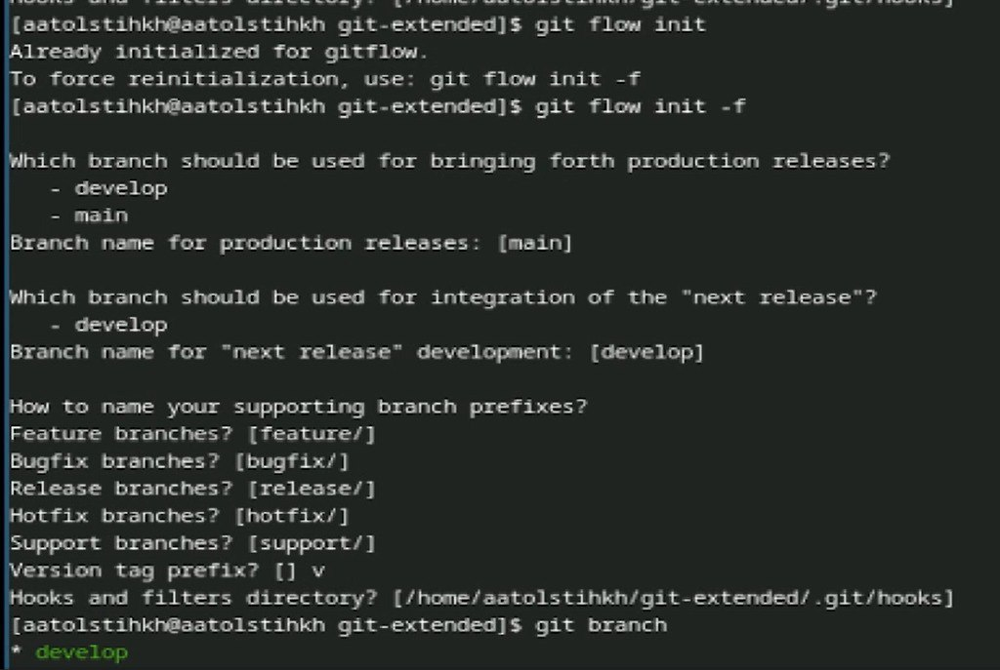 hooks and filters directory? [/home/aatolstihkh/git-extended/.git/hooks]
[aatolstihkh@aatolstihkh git-extended]$ git flow init
Already initialized for gitflow.
To force reinitialization, use: git flow init -f
[aatolstihkh@aatolstihkh git-extended]$ git flow init -f
Which branch should be used for bringing forth production releases?
- develop
- main
Branch name for production releases: [main]
Which branch should be used for integration of the "next release"?
- develop
Branch name for "next release" development: [develop]
How to name your supporting branch prefixes?
Feature branches? [feature/]
Bugfix branches? [bugfix/]
Release branches? [release/]
Hotfix branches? [hotfix/]
Support branches? [support/]
Version tag prefix? [] v
Hooks and filters directory? [/home/aatolstihkh/git-extended/.git/hooks]
[aatolstihkh@aatolstihkh git-extended]$ git branch
* develop